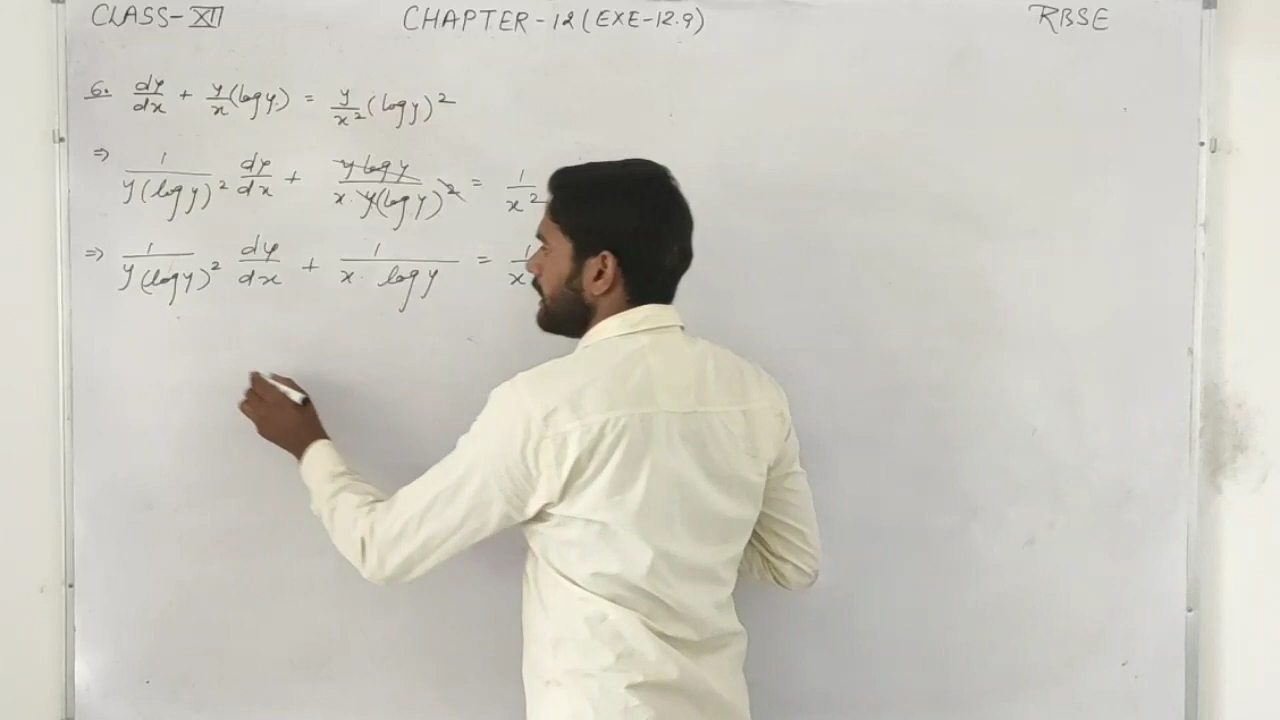 CLASS-XII CHAPTER-12 (EXE-12.9) RBSE
6. dy/dx + y/x (log y) = y/x² (log y)²
⇒ 1/y(log y)² dy/dx + y log y/x. y(log y)² = 1/x²
⇒ 1/y(log y)² dy/dx + 1/x. log y = 1/x